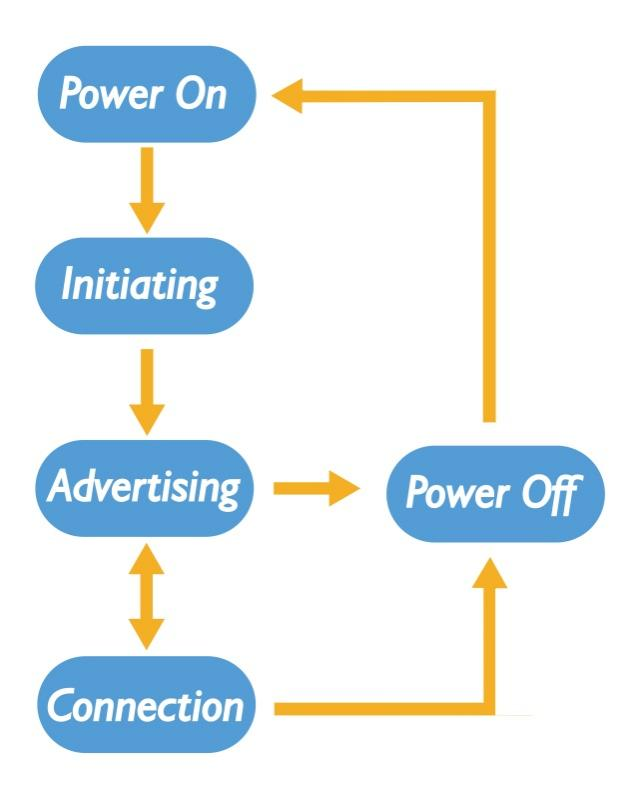 Power On
Initiating
Advertising
Power Off
Connection